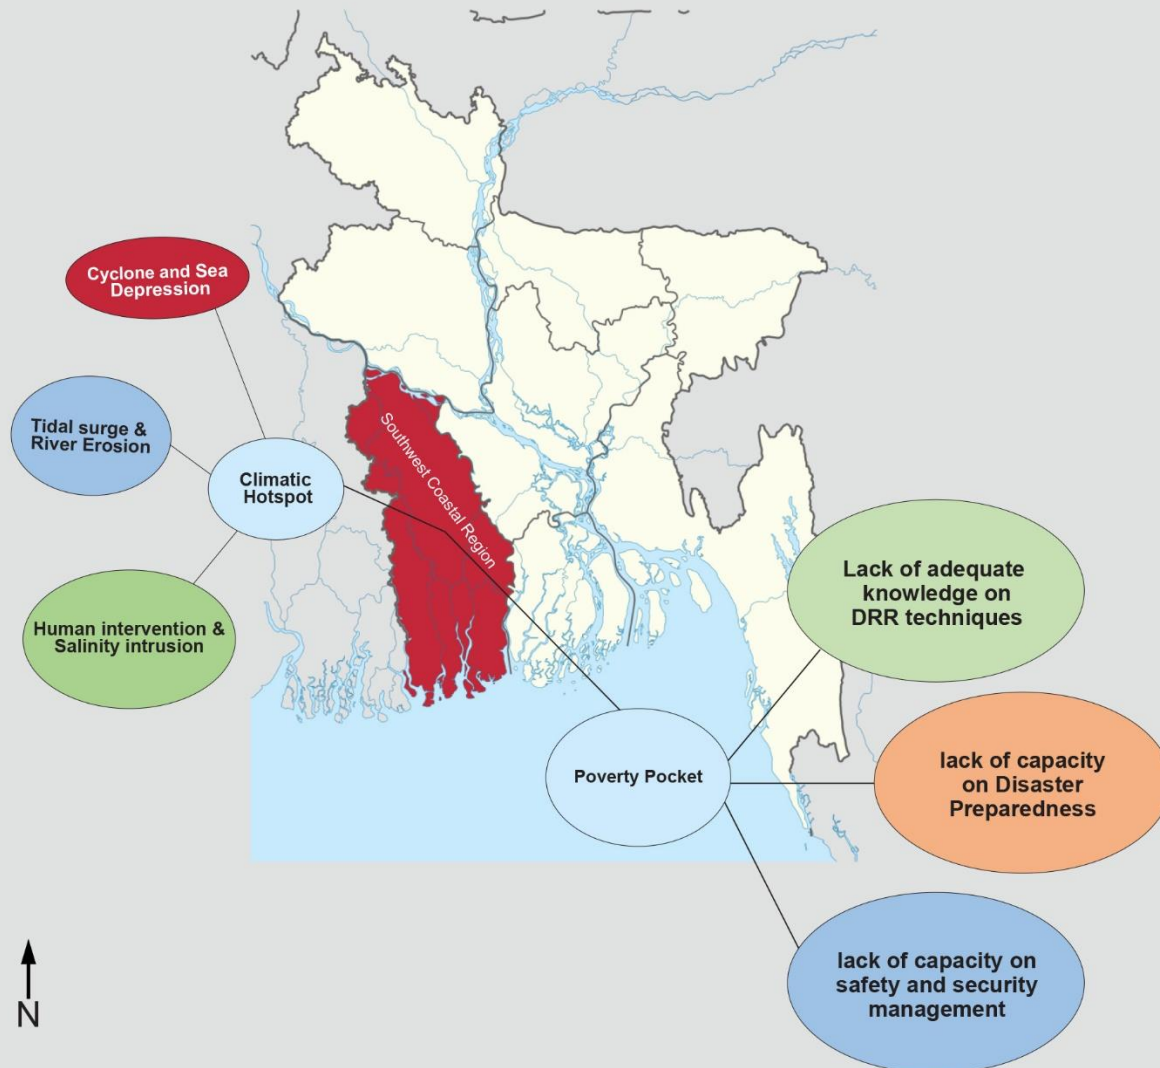 Cyclone and Sea
Depression
Tidal surge &
River Erosion
Climatic
Hotspot
Human intervention &
Salinity intrusion
Southwest Coastal Region
Lack of adequate
knowledge on
DRR techniques
Poverty Pocket
lack of capacity
on Disaster
Preparedness
lack of capacity on
safety and security
management
N